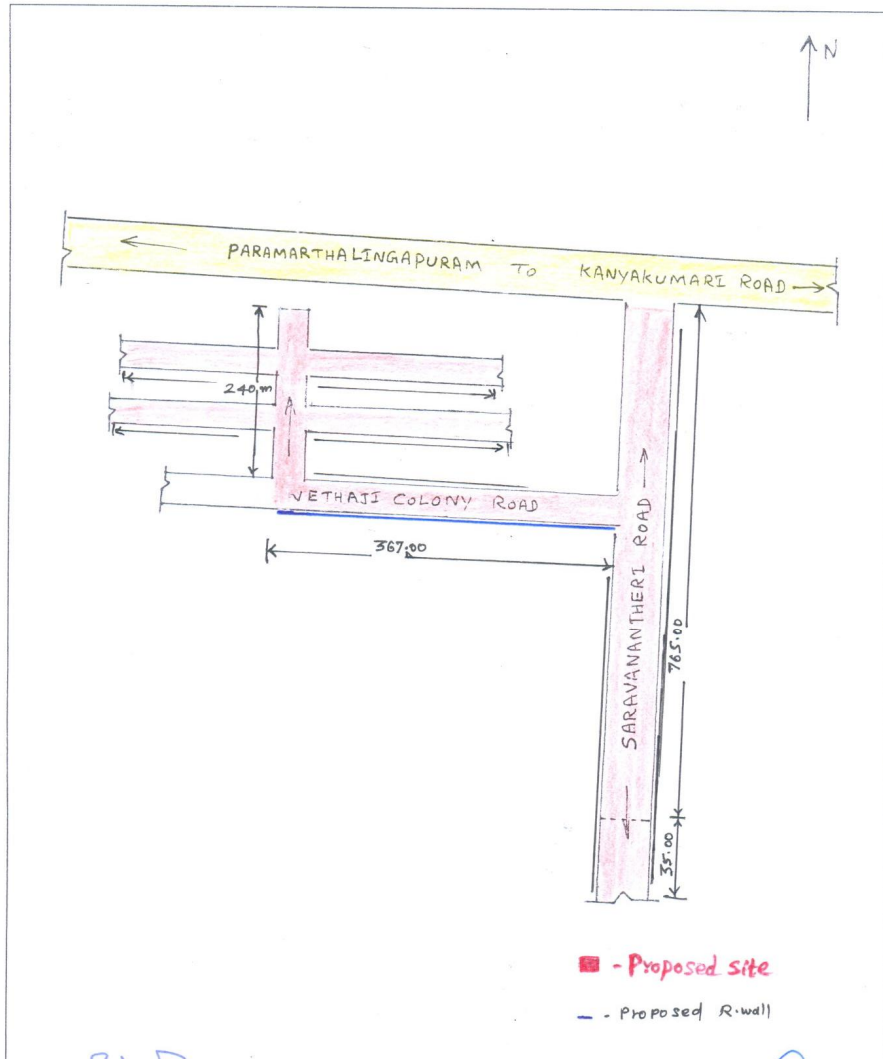 N
PARAMARTHALINGAPURAM TO KANYAKUMARI ROAD
240.m
VETHAJI COLONY ROAD
367.00
SARAVANANTHERI ROAD
765.00
35.00
- Proposed site
- Proposed R.wall